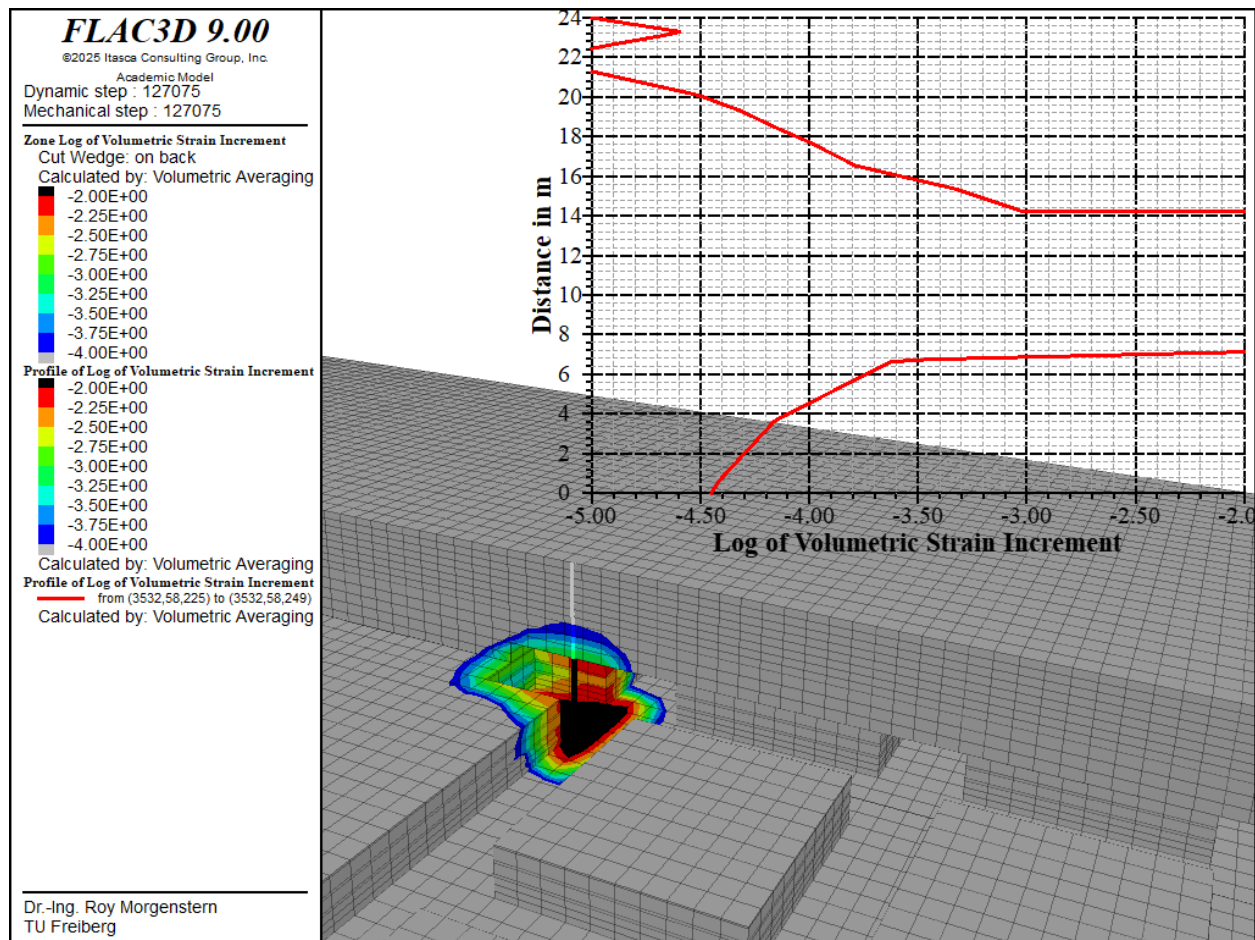 FLAC3D 9.00
©2025 Itasca Consulting Group, Inc.
Academic Model
Dynamic step : 127075
Mechanical step : 127075
Zone Log of Volumetric Strain Increment
Cut Wedge: on back
Calculated by: Volumetric Averaging
-2.00E+00
-2.25E+00
-2.50E+00
-2.75E+00
-3.00E+00
-3.25E+00
-3.50E+00
-3.75E+00
-4.00E+00
Profile of Log of Volumetric Strain Increment
-2.00E+00
-2.25E+00
-2.50E+00
-2.75E+00
-3.00E+00
-3.25E+00
-3.50E+00
-3.75E+00
-4.00E+00
Calculated by: Volumetric Averaging
Profile of Log of Volumetric Strain Increment
from (3532,58,225) to (3532,58,249)
Calculated by: Volumetric Averaging
Dr.-Ing. Roy Morgenstern
TU Freiberg
24
22
20
18
16
14
12
10
8
6
4
2
0
Distance in m
-5.00 -4.50 -4.00 -3.50 -3.00 -2.50 -2.0
Log of Volumetric Strain Increment